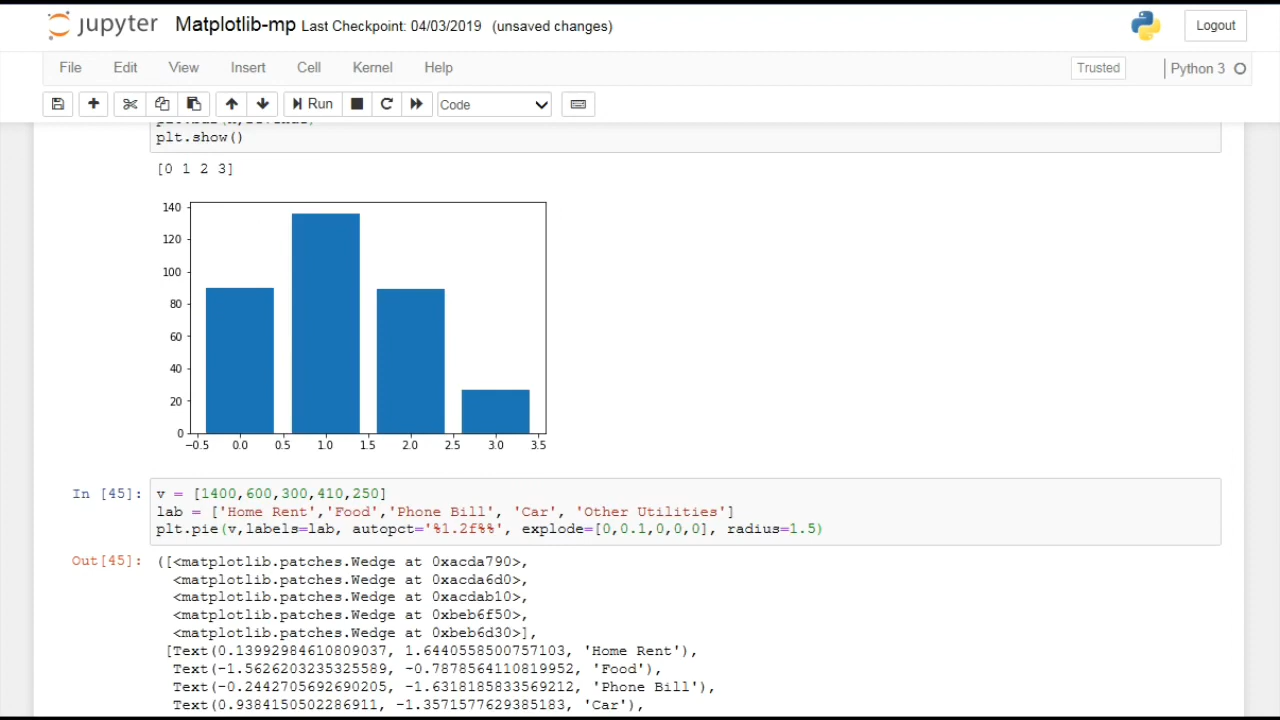 jupyter Matplotlib-mp Last Checkpoint: 04/03/2019 (unsaved changes) Logout
File Edit View Insert Cell Kernel Help Trusted Python 3
Run Code
plt.show()
[0 1 2 3]
140
120
100
80
60
40
20
0
−0.5 0.0 0.5 1.0 1.5 2.0 2.5 3.0 3.5
In [45]: v = [1400,600,300,410,250]
lab = ['Home Rent','Food','Phone Bill', 'Car', 'Other Utilities']
plt.pie(v,labels=lab, autopct='%1.2f%%', explode=[0,0.1,0,0,0], radius=1.5)
Out[45]: ([<matplotlib.patches.Wedge at 0xacda790>,
<matplotlib.patches.Wedge at 0xacda6d0>,
<matplotlib.patches.Wedge at 0xacdab10>,
<matplotlib.patches.Wedge at 0xbeb6f50>,
<matplotlib.patches.Wedge at 0xbeb6d30>],
[Text(0.13992984610809037, 1.6440558500757103, 'Home Rent'),
Text(-1.5626203235325589, -0.7878564110819952, 'Food'),
Text(-0.2442705692690205, -1.6318185833569212, 'Phone Bill'),
Text(0.9384150502286911, -1.3571577629385183, 'Car'),